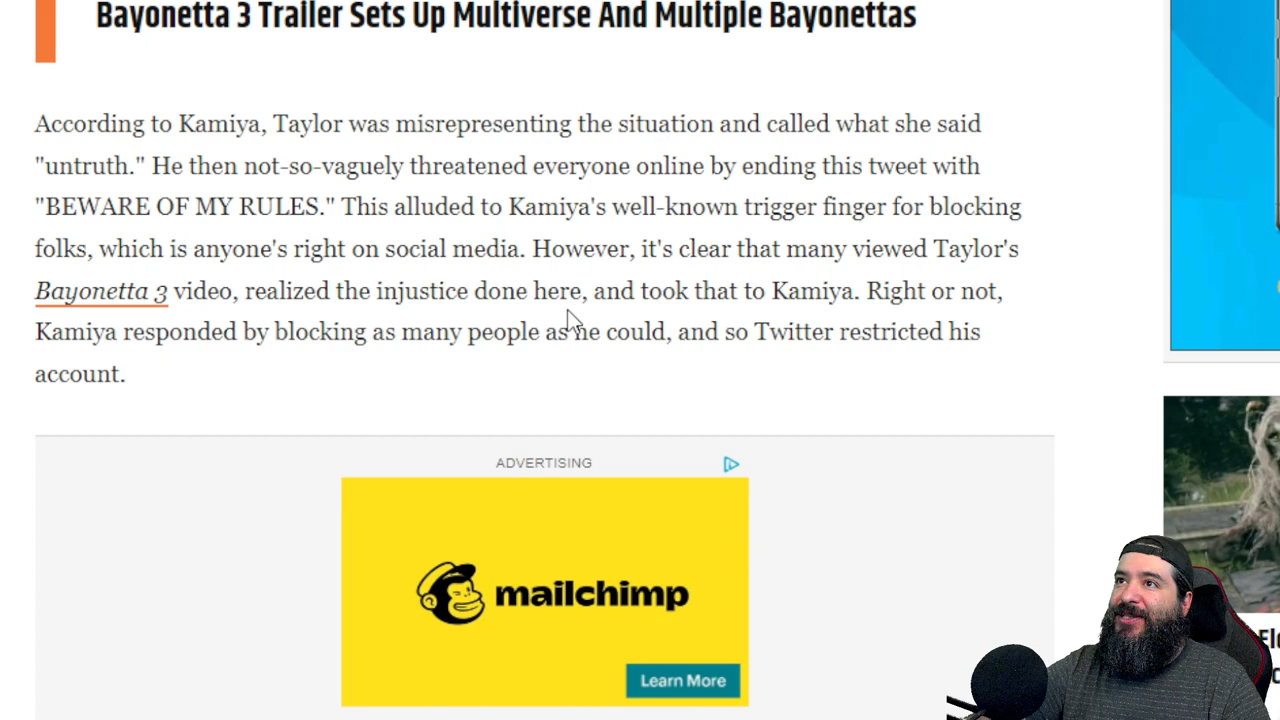 Bayonetta 3 Trailer Sets Up Multiverse And Multiple Bayonettas
According to Kamiya, Taylor was misrepresenting the situation and called what she said
"untruth." He then not-so-vaguely threatened everyone online by ending this tweet with
"BEWARE OF MY RULES." This alluded to Kamiya's well-known trigger finger for blocking
folks, which is anyone's right on social media. However, it's clear that many viewed Taylor's
Bayonetta 3 video, realized the injustice done here, and took that to Kamiya. Right or not,
Kamiya responded by blocking as many people as he could, and so Twitter restricted his
account.
ADVERTISING
mailchimp
Learn More